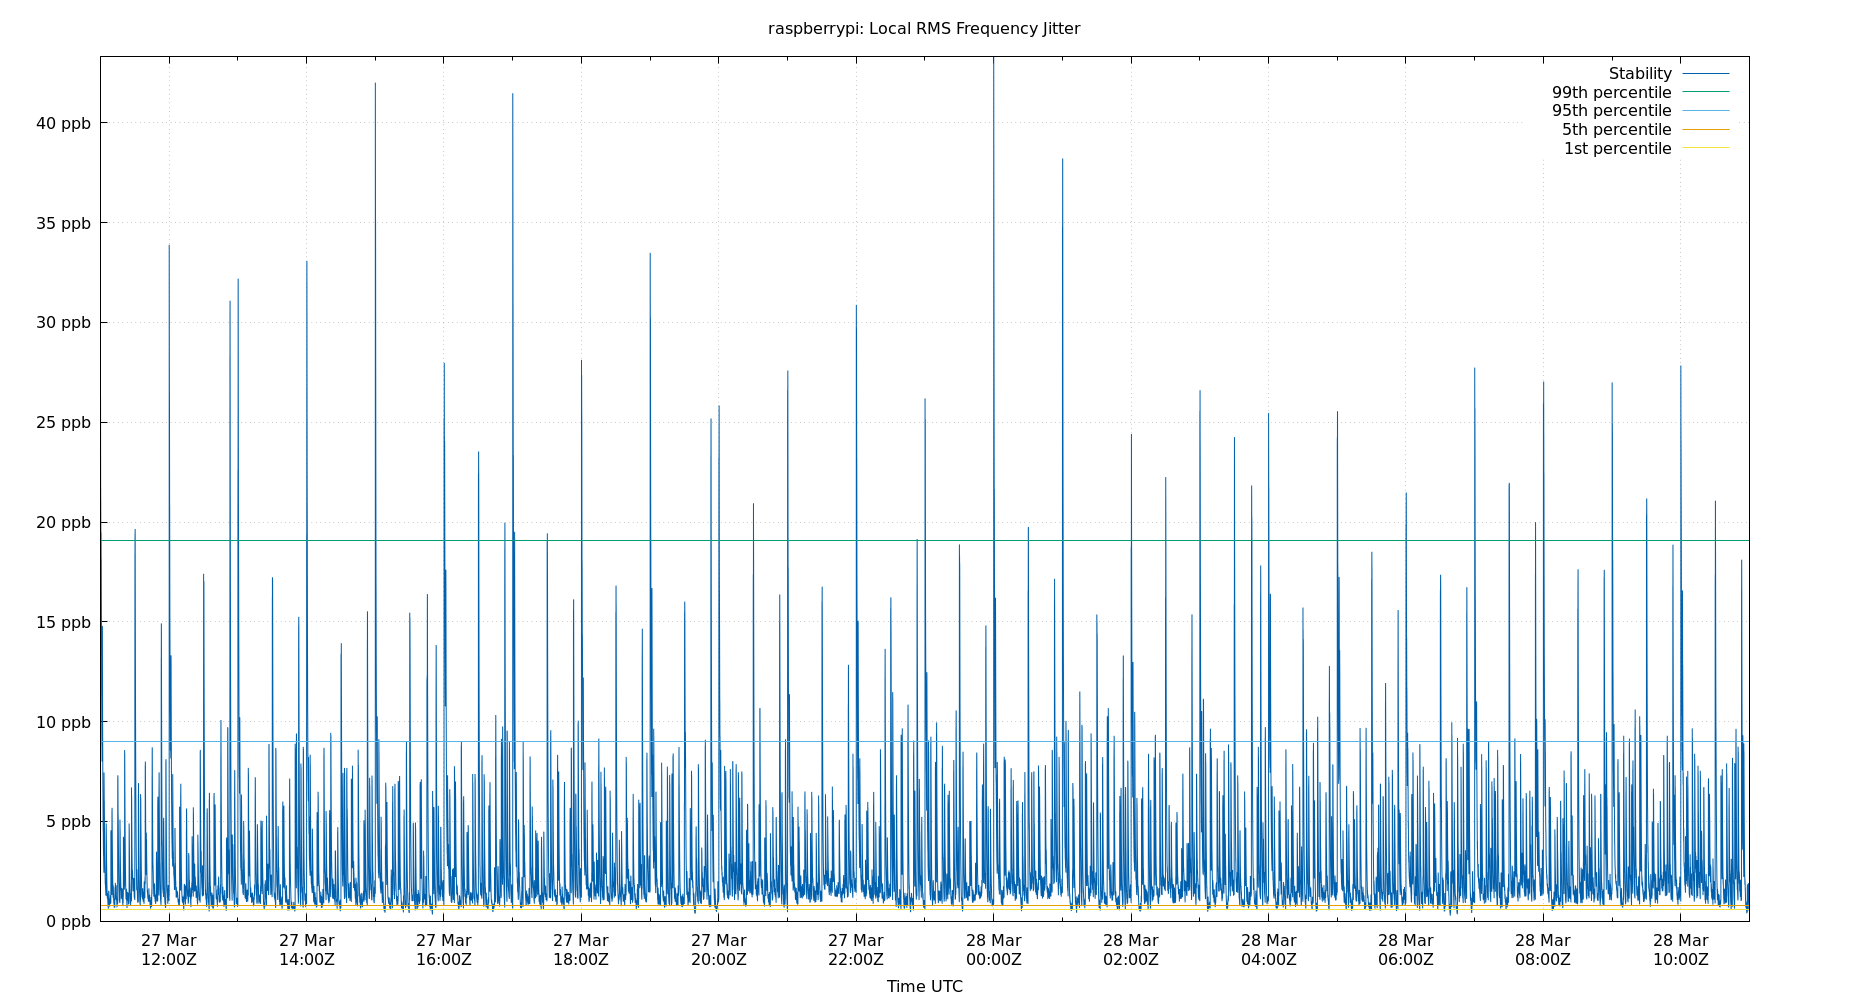 raspberrypi: Local RMS Frequency Jitter
Stability
99th percentile
95th percentile
5th percentile
1st percentile
40 ppb
35 ppb
30 ppb
25 ppb
20 ppb
15 ppb
10 ppb
5 ppb
0 ppb
27 Mar 27 Mar 27 Mar 27 Mar 27 Mar 27 Mar 28 Mar 28 Mar 28 Mar 28 Mar 28 Mar 28 Mar
12:00Z 14:00Z 16:00Z 18:00Z 20:00Z 22:00Z 00:00Z 02:00Z 04:00Z 06:00Z 08:00Z 10:00Z
Time UTC